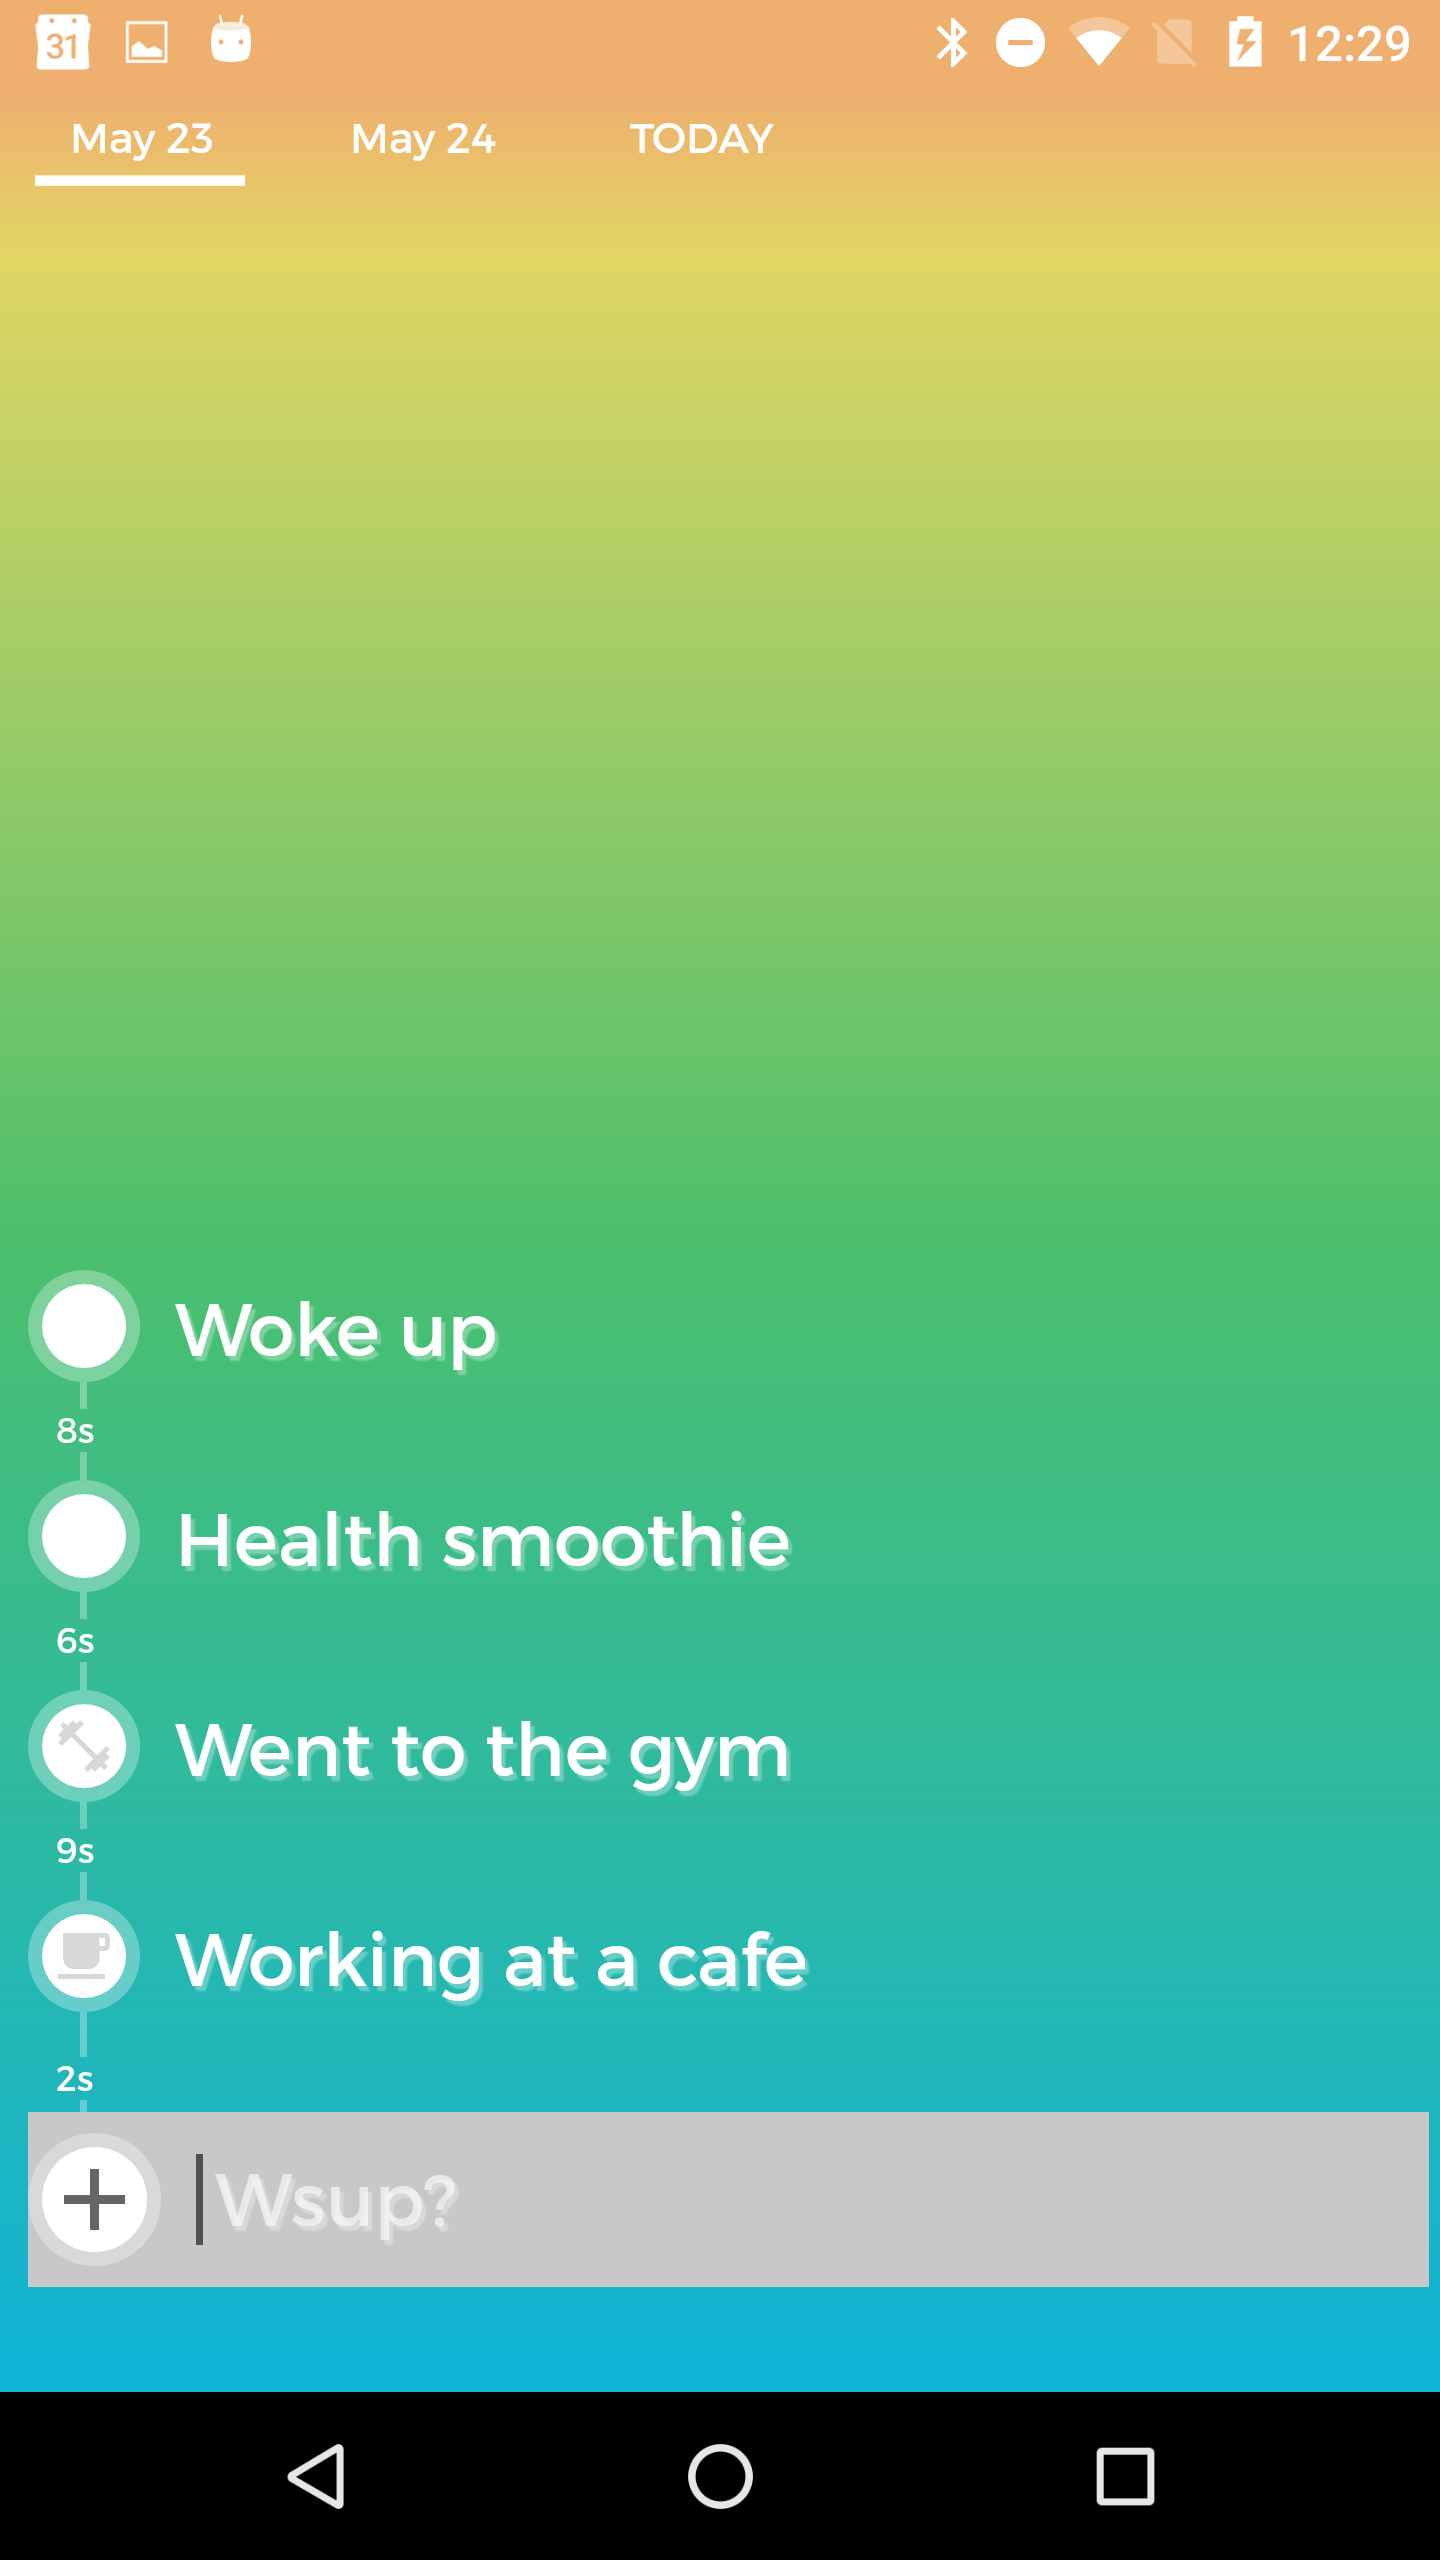 31
12:29
May 23
May 24
TODAY
Woke up
8s
Health smoothie
6s
Went to the gym
9s
Working at a cafe
2s
Wsup?